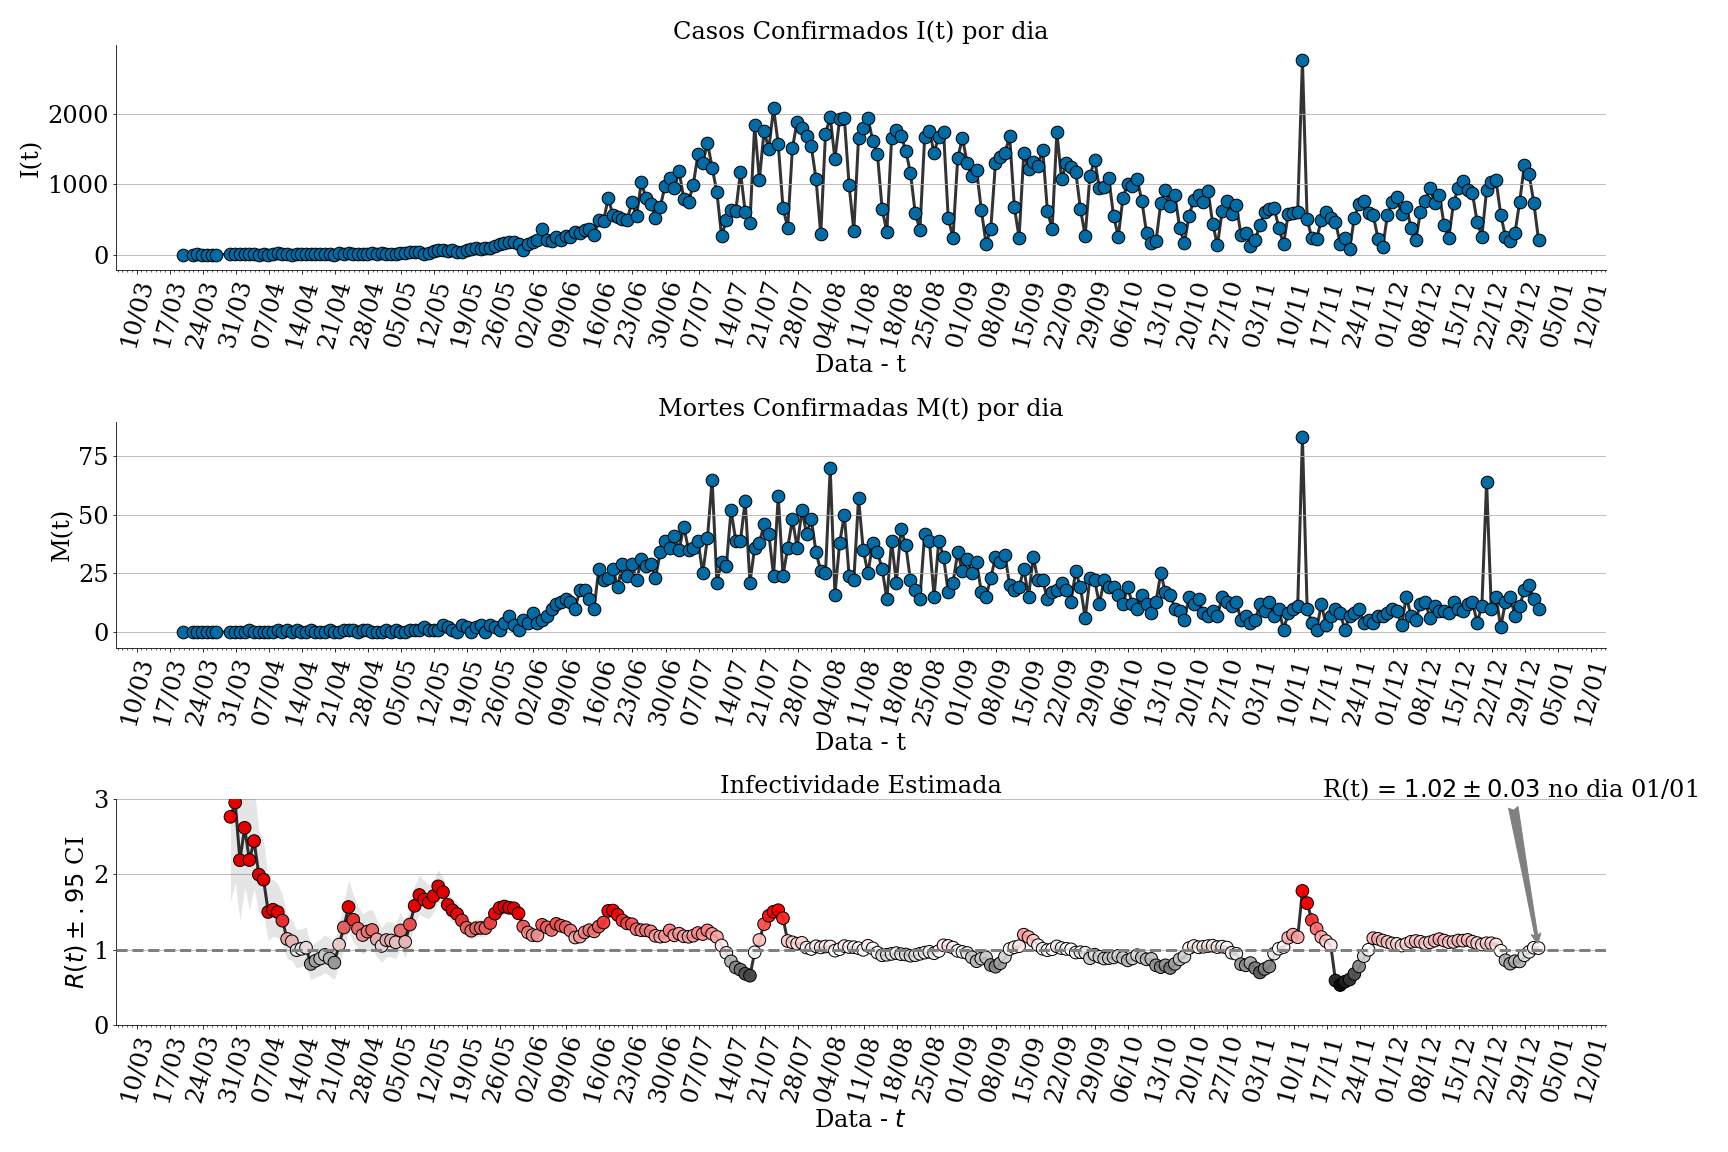 Casos Confirmados I(t) por dia
I(t)
2000
1000
0
10/03 17/03 24/03 31/03 07/04 14/04 21/04 28/04 05/05 12/05 19/05 26/05 02/06 09/06 16/06 23/06 30/06 07/07 14/07 21/07 28/07 04/08 11/08 18/08 25/08 01/09 08/09 15/09 22/09 29/09 06/10 13/10 20/10 27/10 03/11 10/11 17/11 24/11 01/12 08/12 15/12 22/12 29/12 05/01 12/01
Data - t
Mortes Confirmadas M(t) por dia
M(t)
75
50
25
0
10/03 17/03 24/03 31/03 07/04 14/04 21/04 28/04 05/05 12/05 19/05 26/05 02/06 09/06 16/06 23/06 30/06 07/07 14/07 21/07 28/07 04/08 11/08 18/08 25/08 01/09 08/09 15/09 22/09 29/09 06/10 13/10 20/10 27/10 03/11 10/11 17/11 24/11 01/12 08/12 15/12 22/12 29/12 05/01 12/01
Data - t
Infectividade Estimada
R(t) = 1.02 ± 0.03 no dia 01/01
R(t) ± .95 CI
3
2
1
0
10/03 17/03 24/03 31/03 07/04 14/04 21/04 28/04 05/05 12/05 19/05 26/05 02/06 09/06 16/06 23/06 30/06 07/07 14/07 21/07 28/07 04/08 11/08 18/08 25/08 01/09 08/09 15/09 22/09 29/09 06/10 13/10 20/10 27/10 03/11 10/11 17/11 24/11 01/12 08/12 15/12 22/12 29/12 05/01 12/01
Data - t